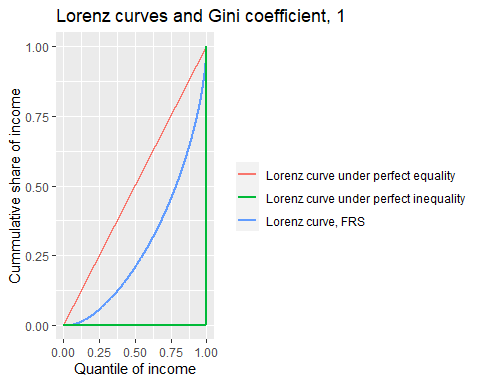 Lorenz curves and Gini coefficient, 1
Cummulative share of income
1.00
0.75
0.50
0.25
0.00
0.00 0.25 0.50 0.75 1.00
Quantile of income
Lorenz curve under perfect equality
Lorenz curve under perfect inequality
Lorenz curve, FRS